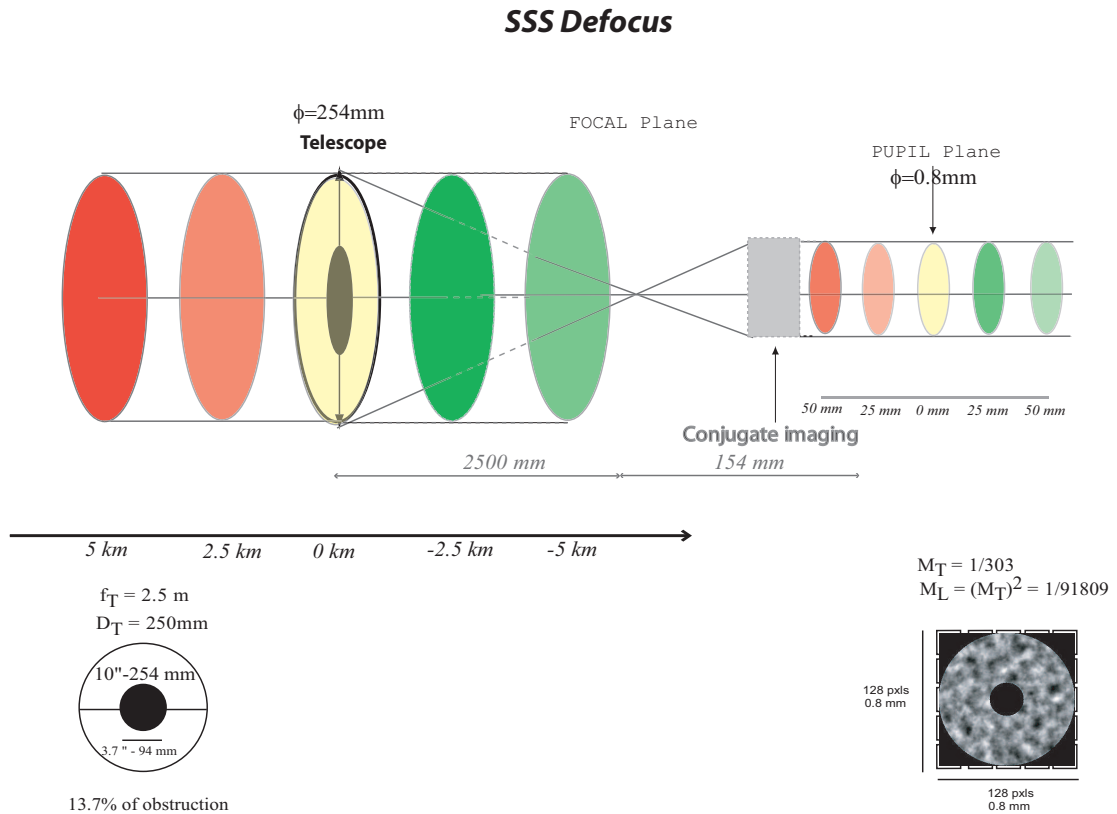 SSS Defocus
ϕ=254mm
Telescope
FOCAL Plane
PUPIL Plane
ϕ=0.8mm
50 mm 25 mm 0 mm 25 mm 50 mm
Conjugate imaging
2500 mm 154 mm
5 km 2.5 km 0 km -2.5 km -5 km
fT = 2.5 m
DT = 250mm
10"-254 mm
3.7 " - 94 mm
13.7% of obstruction
MT = 1/303
ML = (MT)2 = 1/91809
128 pxls
0.8 mm
128 pxls
0.8 mm